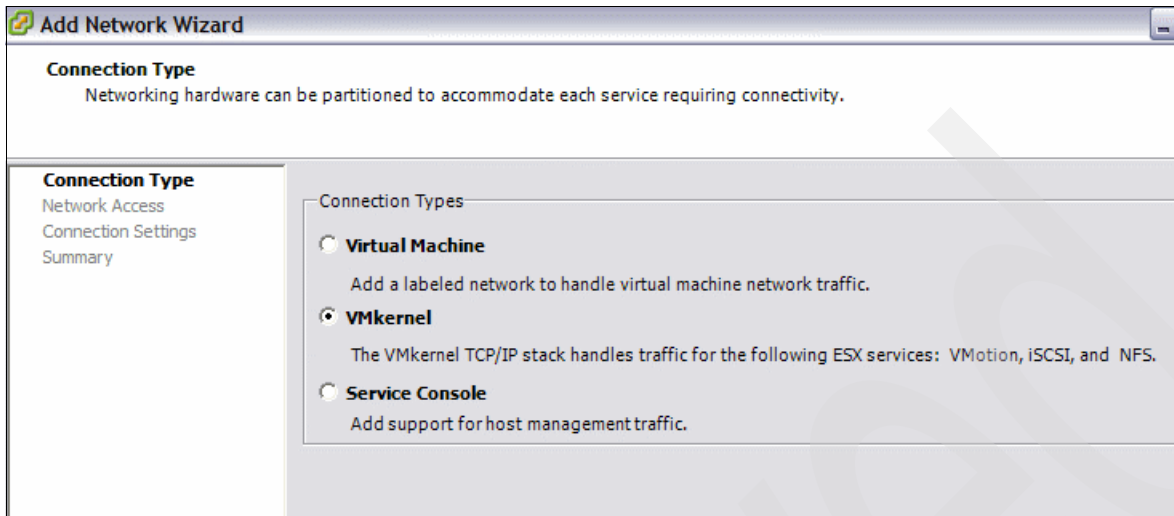 Add Network Wizard
Connection Type
Networking hardware can be partitioned to accommodate each service requiring connectivity.
Connection Type
Network Access
Connection Settings
Summary
Connection Types
Virtual Machine
Add a labeled network to handle virtual machine network traffic.
VMkernel
The VMkernel TCP/IP stack handles traffic for the following ESX services: VMotion, iSCSI, and NFS.
Service Console
Add support for host management traffic.